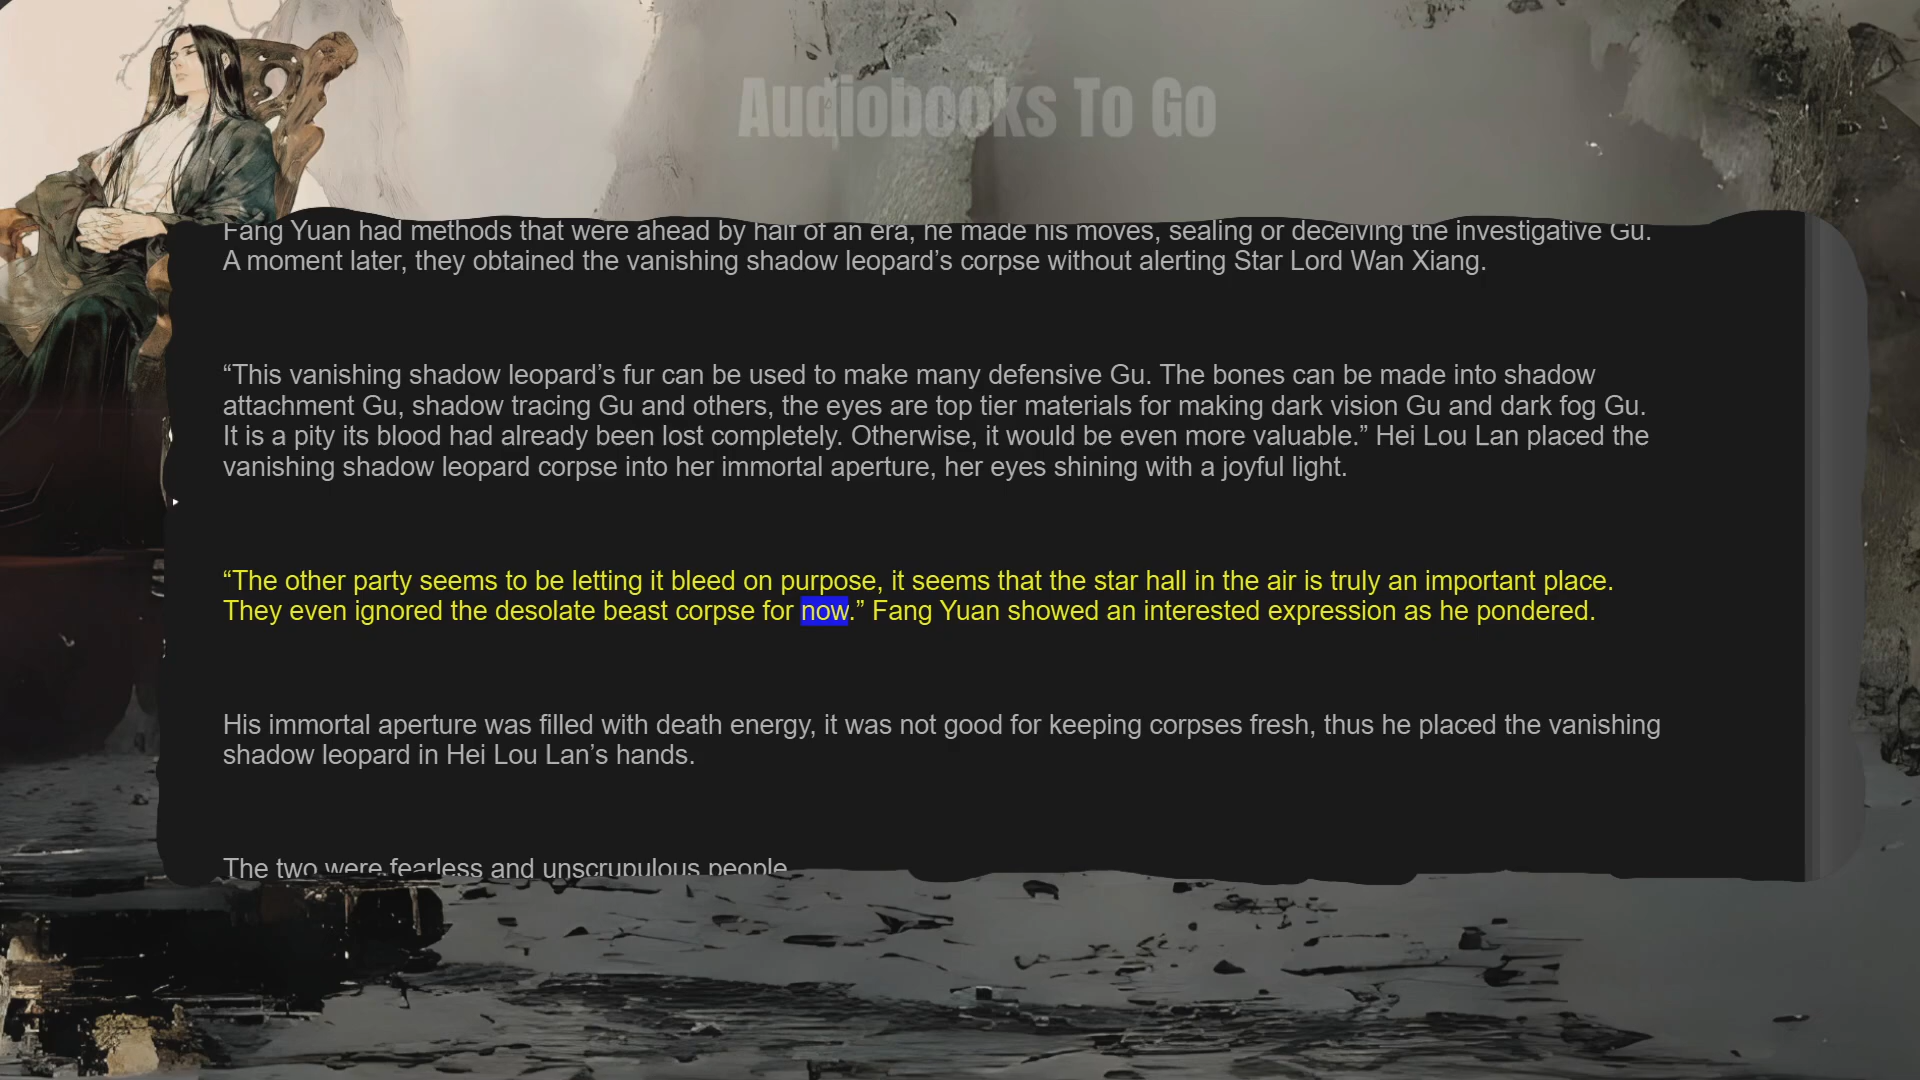 Audiobooks To Go
Fang Yuan had methods that were ahead by half of an era, he made his moves, sealing or deceiving the investigative Gu.
A moment later, they obtained the vanishing shadow leopard’s corpse without alerting Star Lord Wan Xiang.
“This vanishing shadow leopard’s fur can be used to make many defensive Gu. The bones can be made into shadow
attachment Gu, shadow tracing Gu and others, the eyes are top tier materials for making dark vision Gu and dark fog Gu.
It is a pity its blood had already been lost completely. Otherwise, it would be even more valuable.” Hei Lou Lan placed the
vanishing shadow leopard corpse into her immortal aperture, her eyes shining with a joyful light.
“The other party seems to be letting it bleed on purpose, it seems that the star hall in the air is truly an important place.
They even ignored the desolate beast corpse for now.” Fang Yuan showed an interested expression as he pondered.
His immortal aperture was filled with death energy, it was not good for keeping corpses fresh, thus he placed the vanishing
shadow leopard in Hei Lou Lan’s hands.
The two were fearless and unscrupulous people